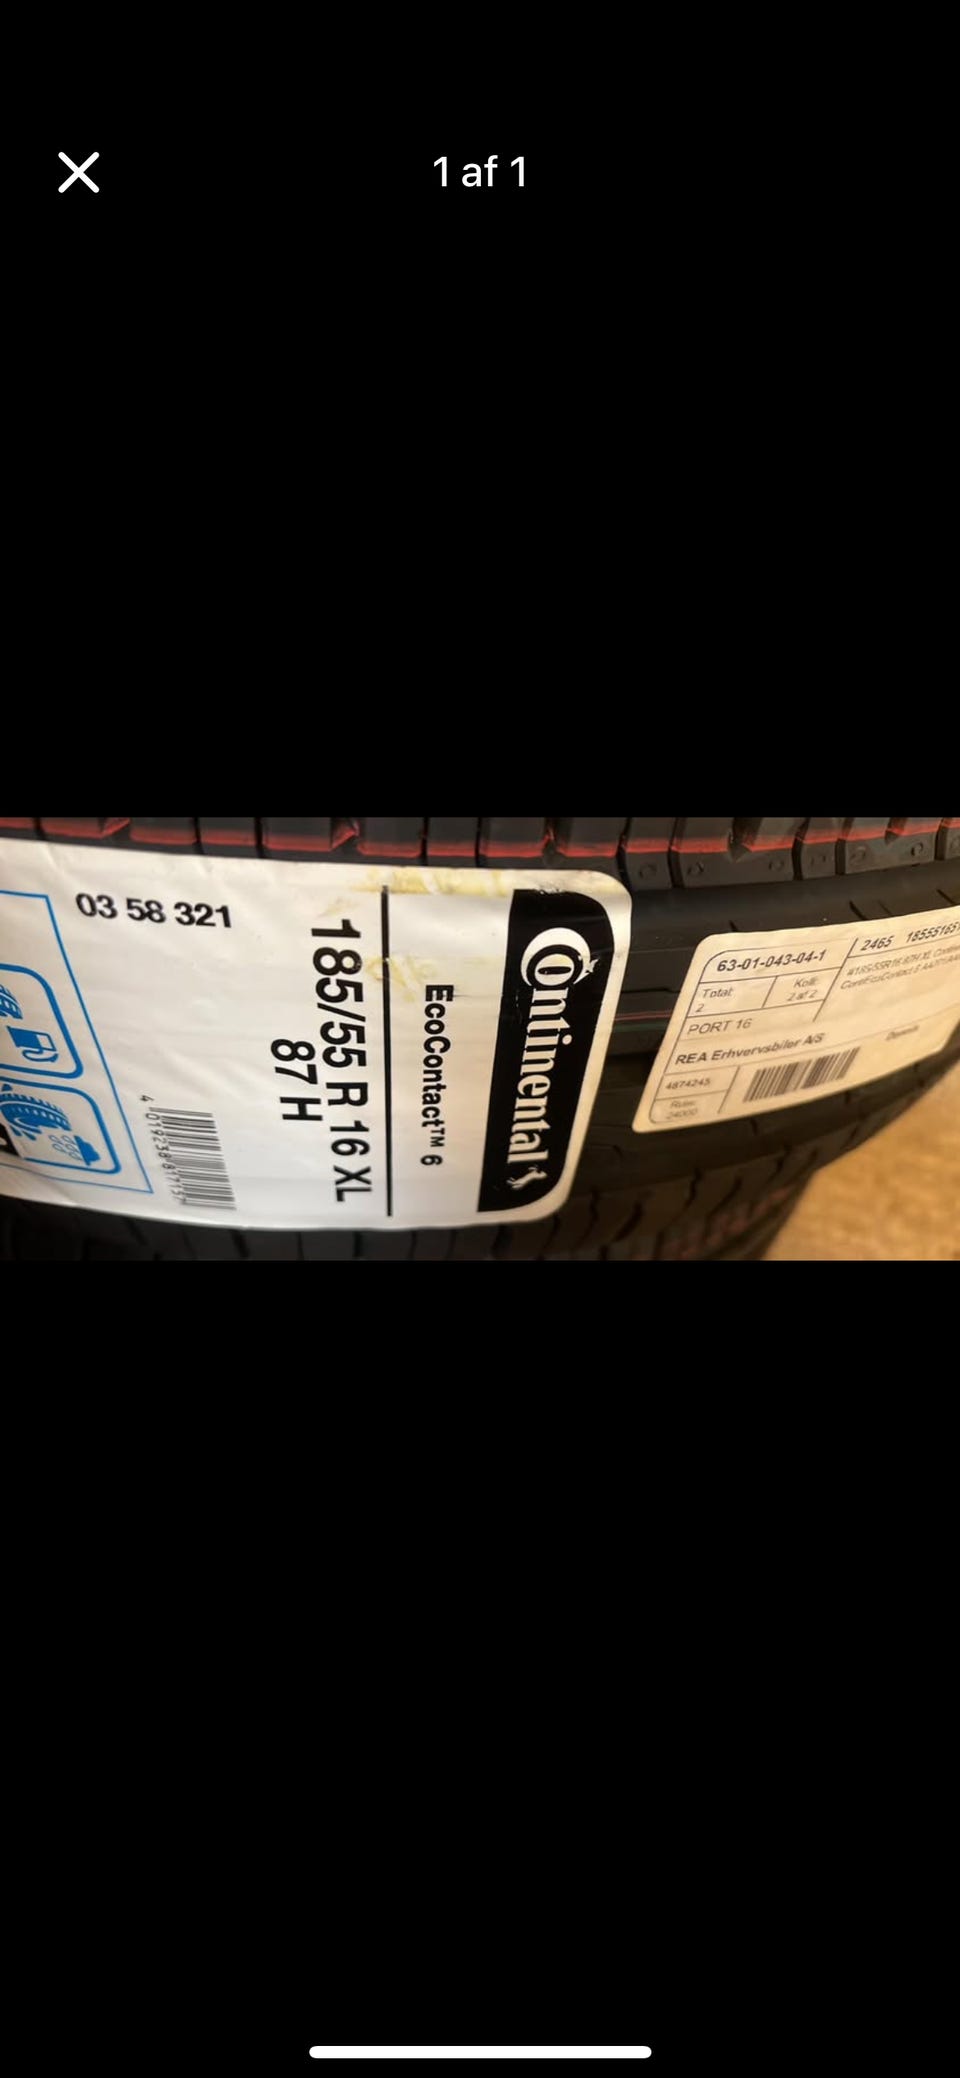 1 af 1
Continental
EcoContact™ 6
185/55 R 16 XL
87 H
03 58 321
63-01-043-04-1
2465
Total:
2
Kolli:
2 af 2
PORT 16
REA Erhvervsbiler A/S
4874245